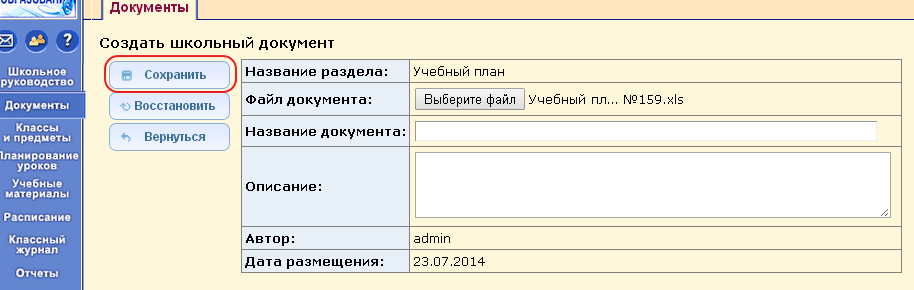 Документы
Создать школьный документ
Сохранить
Восстановить
Вернуться
Название раздела: Учебный план
Файл документа: Выберите файл Учебный пл... №159.xls
Название документа:
Описание:
Автор: admin
Дата размещения: 23.07.2014
?
Школьное
руководство
Документы
Классы
и предметы
Планирование
уроков
Учебные
материалы
Расписание
Классный
журнал
Отчеты